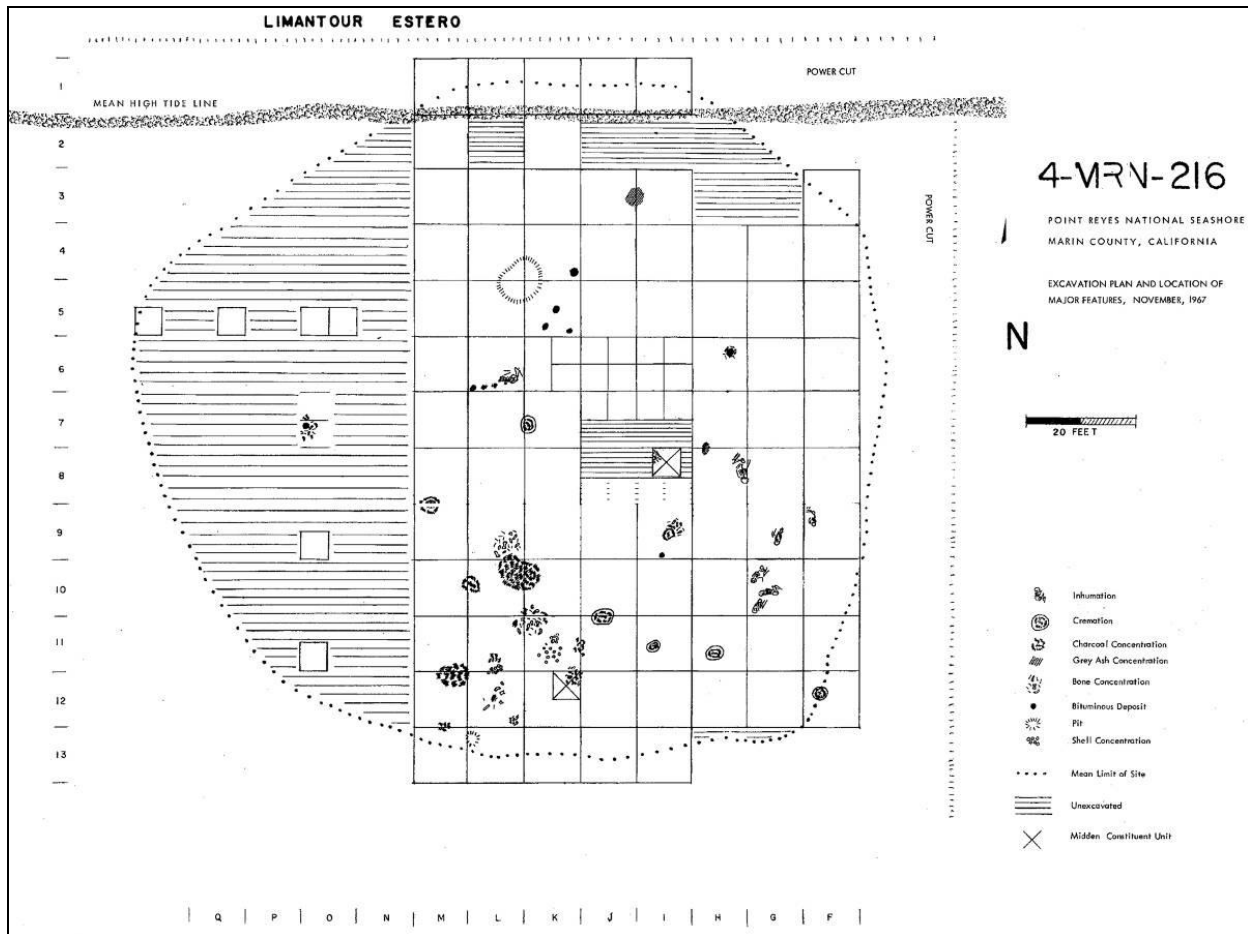 LIMANTOUR ESTERO
POWER CUT
MEAN HIGH TIDE LINE
1
2
3
4
5
6
7
8
9
10
11
12
13
POWER CUT
4-MRN-216
POINT REYES NATIONAL SEASHORE
MARIN COUNTY, CALIFORNIA
EXCAVATION PLAN AND LOCATION OF
MAJOR FEATURES, NOVEMBER, 1967
N
20 FEET
Inhumation
Cremation
Charcoal Concentration
Grey Ash Concentration
Bone Concentration
Bituminous Deposit
Pit
Shell Concentration
Mean Limit of Site
Unexcavated
Midden Constituent Unit
Q P O N M L K J I H G F